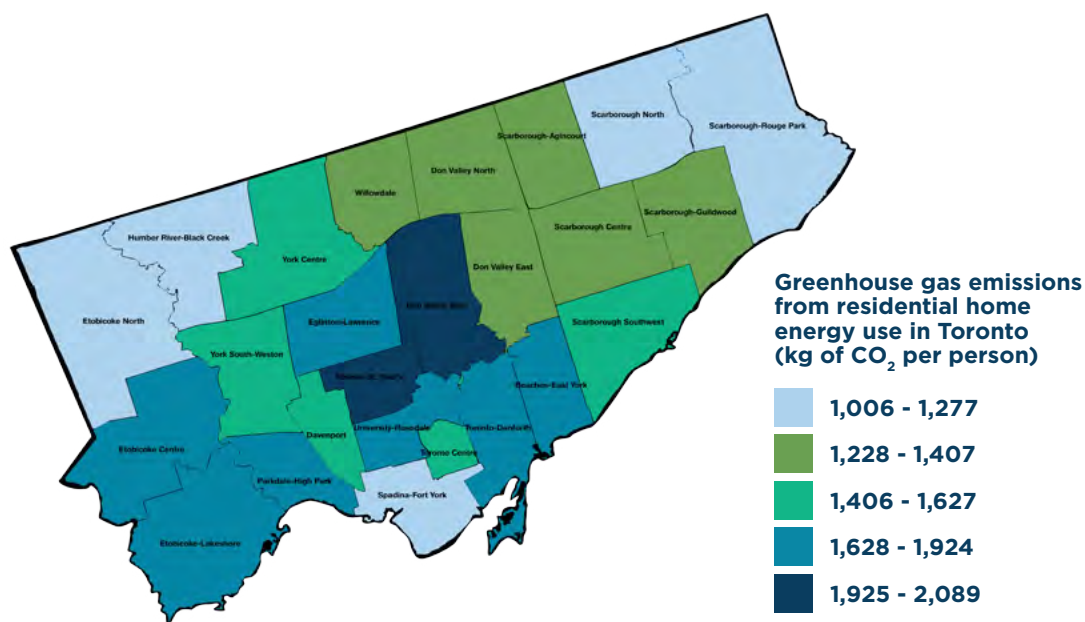 Scarborough North
Scarborough-Rouge Park
Scarborough-Agincourt
Don Valley North
Willowdale
Scarborough-Guildwood
Scarborough Centre
Humber River-Black Creek
York Centre
Don Valley East
Don Valley West
Etobicoke North
Eglinton-Lawrence
Scarborough Southwest
York South-Weston
Beaches-East York
University-Rosedale
Toronto-Danforth
Davenport
Etobicoke Centre
Parkdale-High Park
Spadina-Fort York
Etobicoke-Lakeshore
Greenhouse gas emissions
from residential home
energy use in Toronto
(kg of CO₂ per person)
1,006 - 1,277
1,228 - 1,407
1,406 - 1,627
1,628 - 1,924
1,925 - 2,089